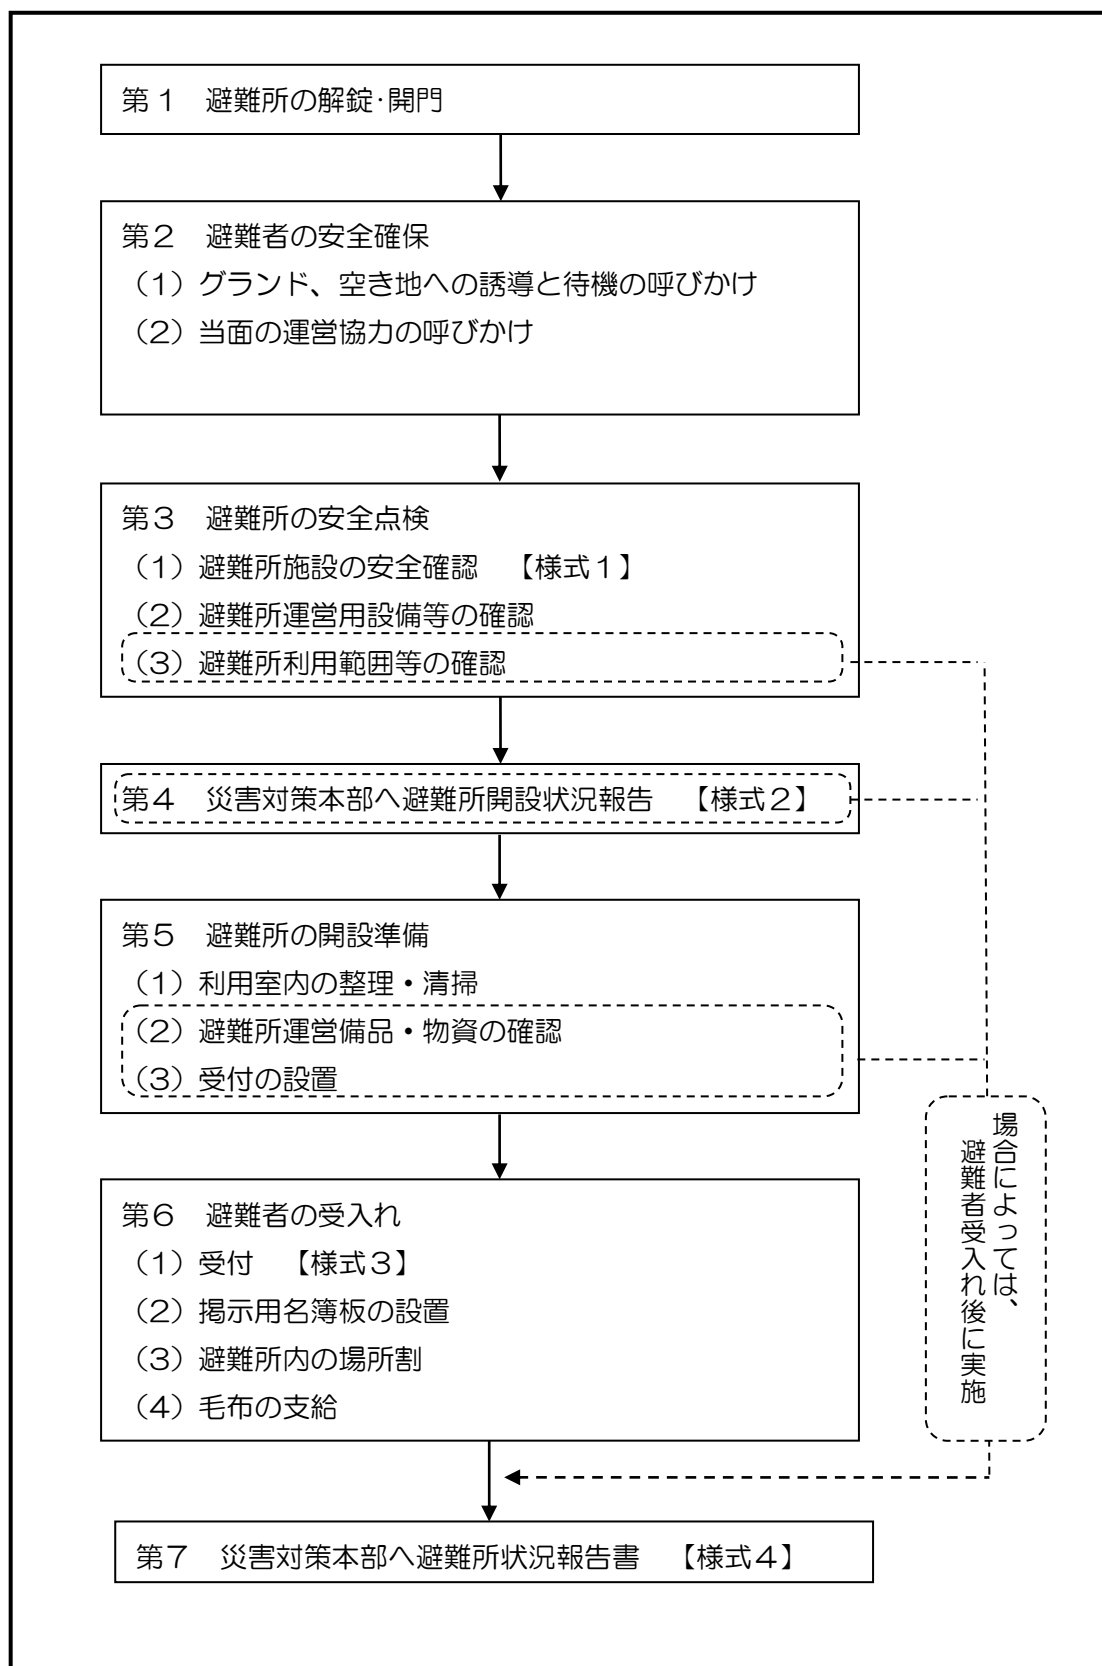 第１　避難所の解錠・開門
第２　避難者の安全確保
（１）グランド、空き地への誘導と待機の呼びかけ
（２）当面の運営協力の呼びかけ
第３　避難所の安全点検
（１）避難所施設の安全確認　【様式１】
（２）避難所運営用設備等の確認
（３）避難所利用範囲等の確認
第４　災害対策本部へ避難所開設状況報告　【様式２】
第５　避難所の開設準備
（１）利用室内の整理・清掃
（２）避難所運営備品・物資の確認
（３）受付の設置
場合によっては、
避難者受入れ後に実施
第６　避難者の受入れ
（１）受付　【様式３】
（２）掲示用名簿板の設置
（３）避難所内の場所割
（４）毛布の支給
第７　災害対策本部へ避難所状況報告書　【様式４】